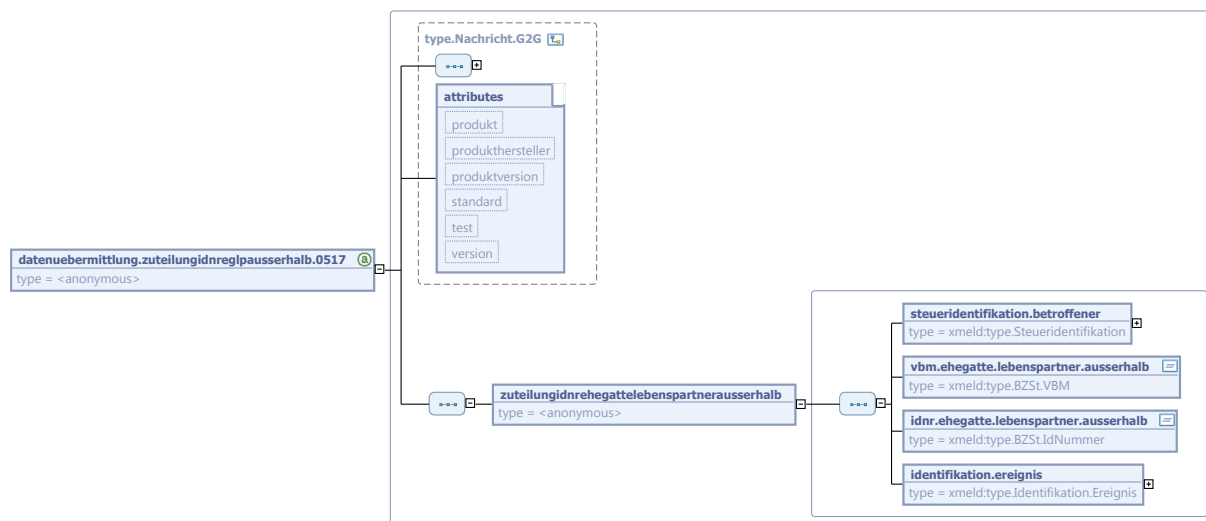 type.Nachricht.G2G
attributes
produkt
produkthersteller
produktversion
standard
test
version
datenuebermittlung.zuteilungidnreglpausserhalb.0517
type = <anonymous>
zuteilungidnrehegattelebenspartnerausserhalb
type = <anonymous>
steueridentifikation.betroffener
type = xmeld:type.Steueridentifikation
vbm.ehegatte.lebenspartner.ausserhalb
type = xmeld:type.BZSt.VBM
idnr.ehegatte.lebenspartner.ausserhalb
type = xmeld:type.BZSt.IdNummer
identifikation.ereignis
type = xmeld:type.Identifikation.Ereignis